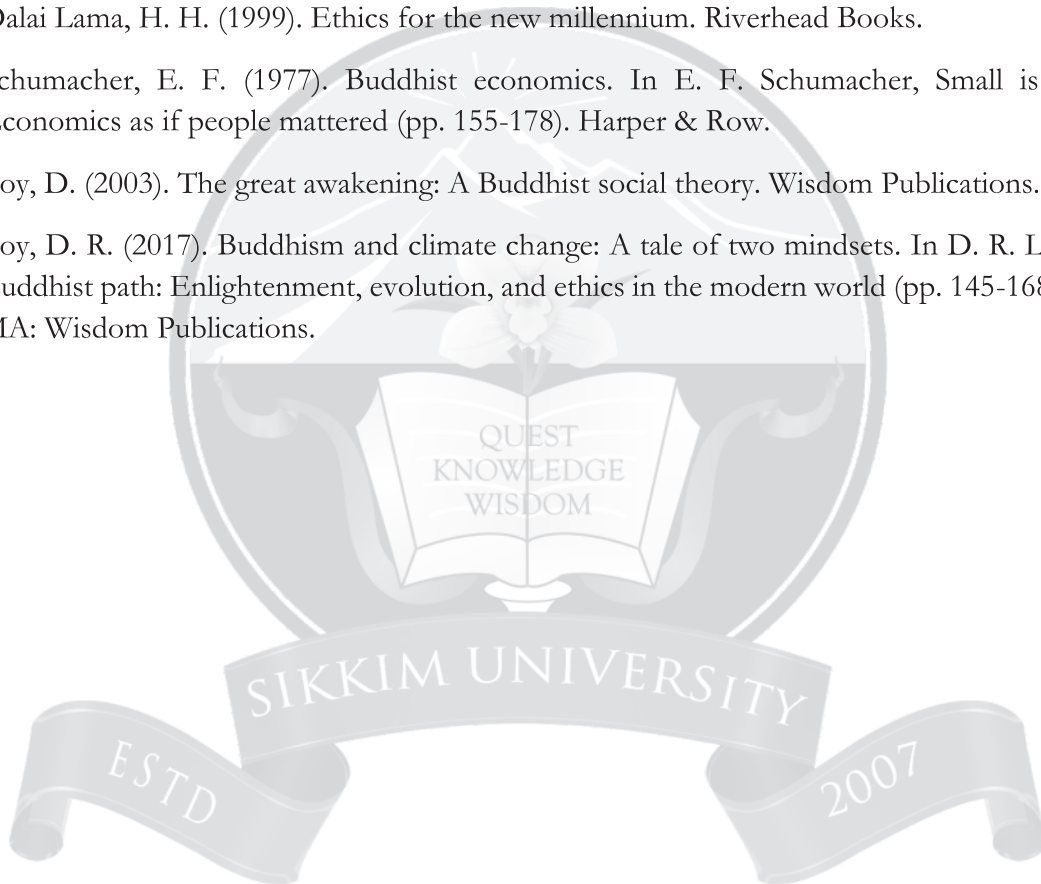 Dalai Lama, H. H. (1999). Ethics for the new millennium. Riverhead Books.
chumacher, E. F. (1977). Buddhist economics. In E. F. Schumacher, Small is
conomics as if people mattered (pp. 155-178). Harper & Row.
oy, D. (2003). The great awakening: A Buddhist social theory. Wisdom Publications.
oy, D. R. (2017). Buddhism and climate change: A tale of two mindsets. In D. R. L
uddhist path: Enlightenment, evolution, and ethics in the modern world (pp. 145-168
MA: Wisdom Publications.
QUEST
KNOWLEDGE
WISDOM
SIKKIM UNIVERSITY
ESTD
2007